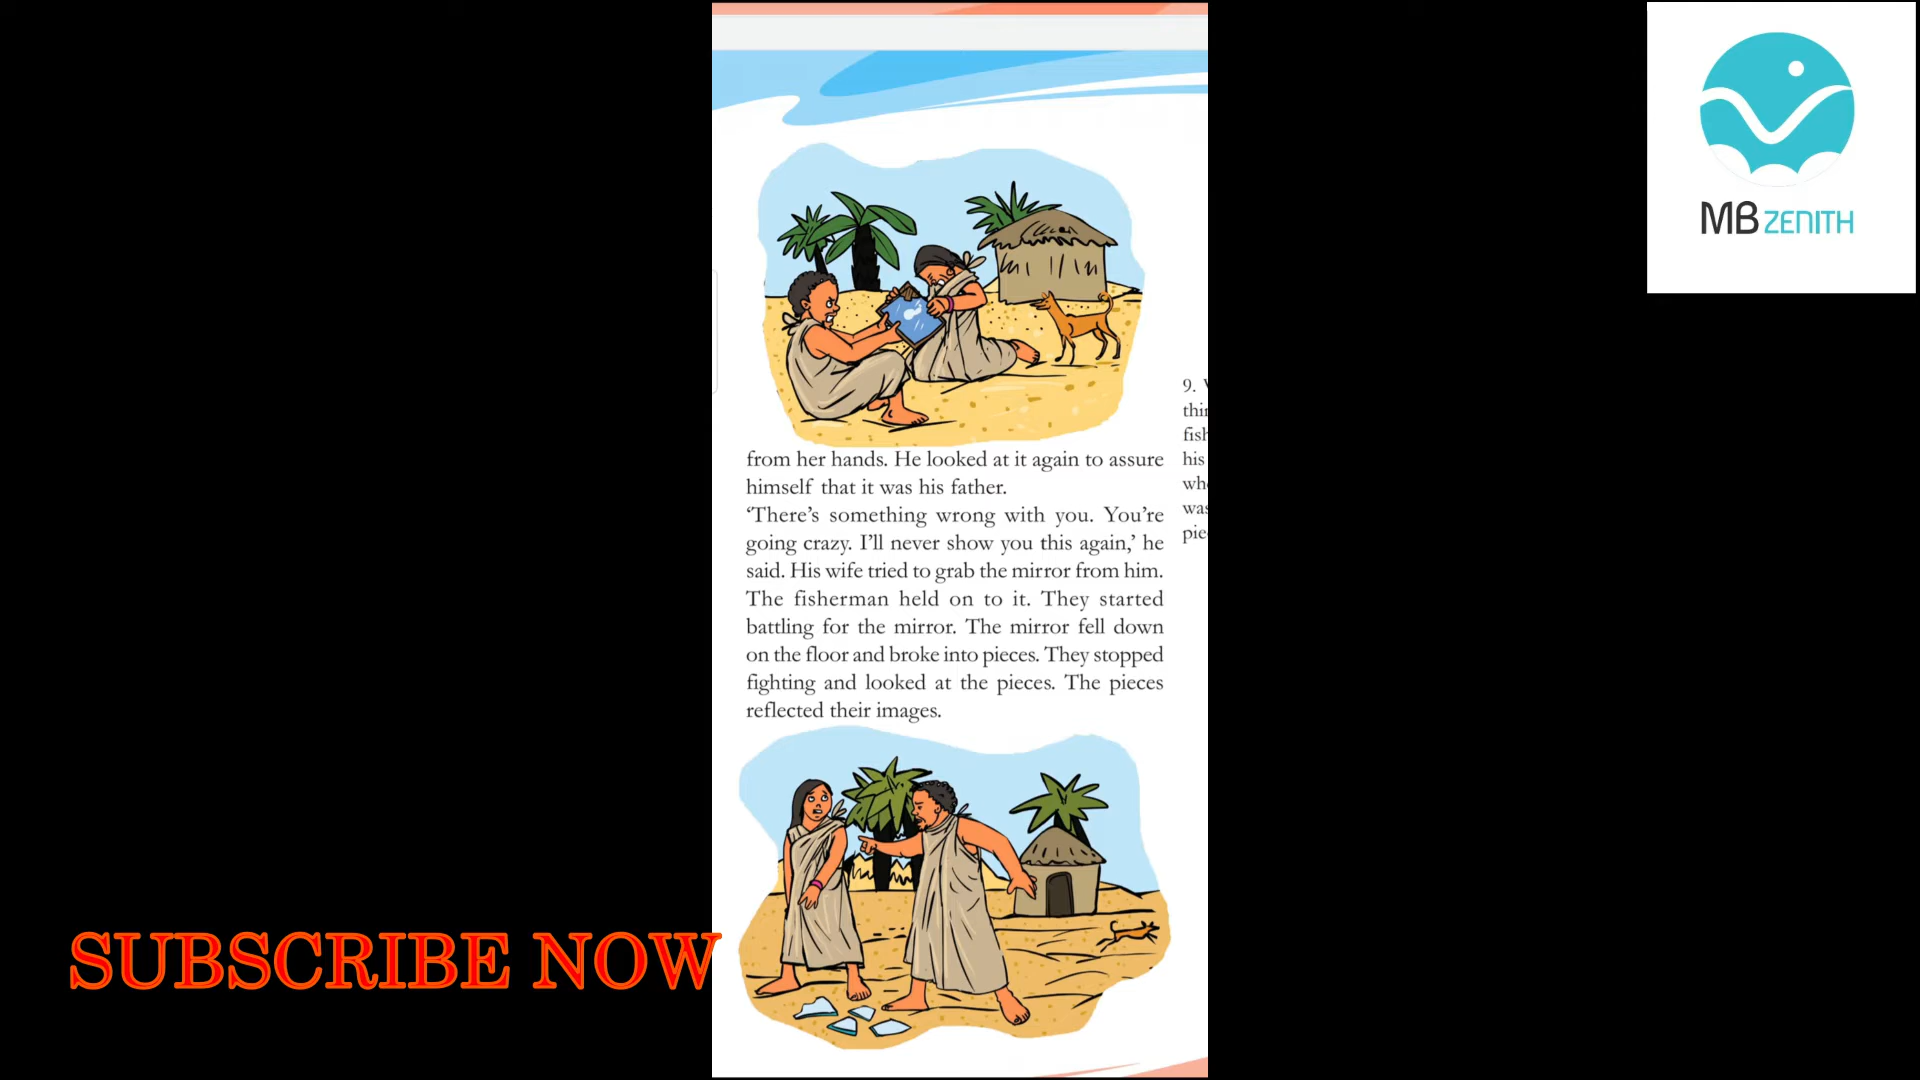 MB ZENITH
from her hands. He looked at it again to assure
himself that it was his father.
‘There’s something wrong with you. You’re
going crazy. I’ll never show you this again,’ he
said. His wife tried to grab the mirror from him.
The fisherman held on to it. They started
battling for the mirror. The mirror fell down
on the floor and broke into pieces. They stopped
fighting and looked at the pieces. The pieces
reflected their images.
9.
his
SUBSCRIBE NOW